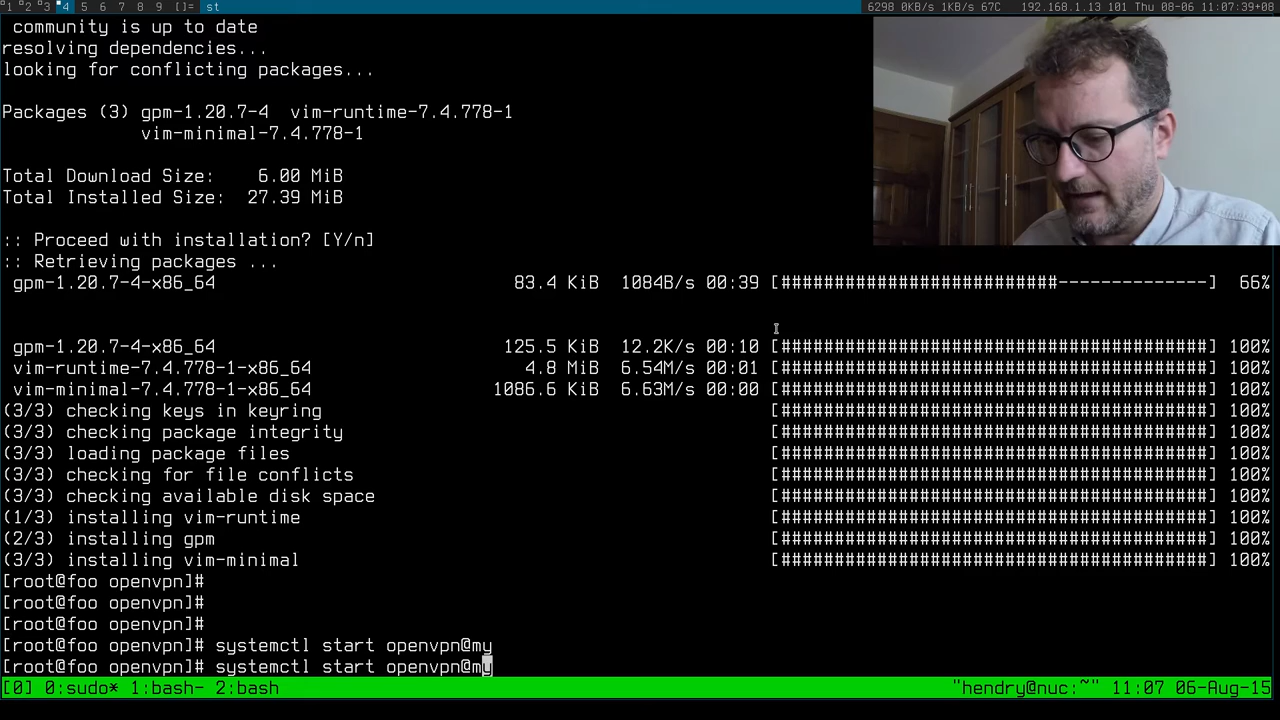 1 2 3 4 5 6 7 8 9 []= st 6298 0KB/s 1KB/s 67C 192.168.1.13 101 Thu 08-06 11:07:39+08
community is up to date
resolving dependencies...
looking for conflicting packages...
Packages (3) gpm-1.20.7-4 vim-runtime-7.4.778-1
vim-minimal-7.4.778-1
Total Download Size: 6.00 MiB
Total Installed Size: 27.39 MiB
:: Proceed with installation? [Y/n]
:: Retrieving packages ...
gpm-1.20.7-4-x86_64 83.4 KiB 1084B/s 00:39 [##########################--------------] 66%
gpm-1.20.7-4-x86_64 125.5 KiB 12.2K/s 00:10 [########################################] 100%
vim-runtime-7.4.778-1-x86_64 4.8 MiB 6.54M/s 00:01 [########################################] 100%
vim-minimal-7.4.778-1-x86_64 1086.6 KiB 6.63M/s 00:00 [########################################] 100%
(3/3) checking keys in keyring [########################################] 100%
(3/3) checking package integrity [########################################] 100%
(3/3) loading package files [########################################] 100%
(3/3) checking for file conflicts [########################################] 100%
(3/3) checking available disk space [########################################] 100%
(1/3) installing vim-runtime [########################################] 100%
(2/3) installing gpm [########################################] 100%
(3/3) installing vim-minimal [########################################] 100%
[root@foo openvpn]#
[root@foo openvpn]#
[root@foo openvpn]#
[root@foo openvpn]# systemctl start openvpn@my
[root@foo openvpn]# systemctl start openvpn@my
[0] 0:sudo* 1:bash- 2:bash "hendry@nuc:~" 11:07 06-Aug-15